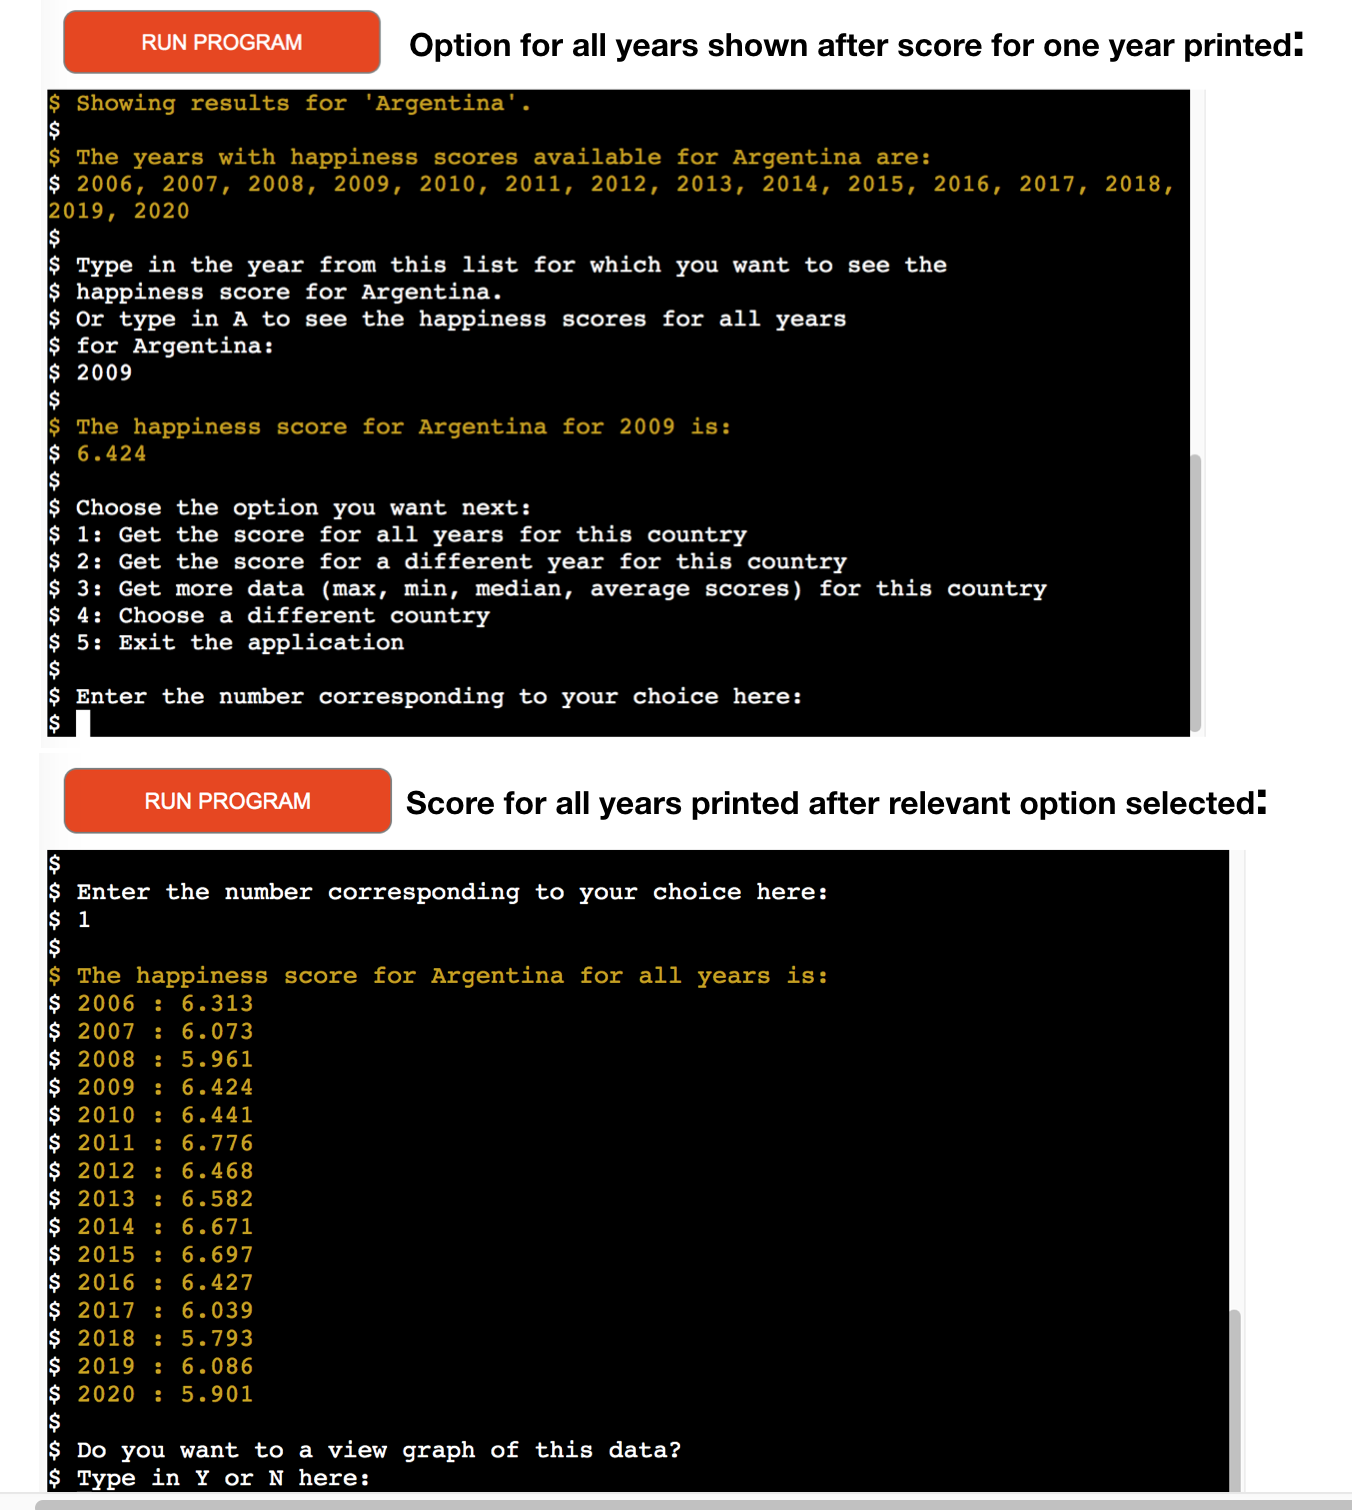 RUN PROGRAM
Option for all years shown after score for one year printed:
$ Showing results for 'Argentina'.
$
$ The years with happiness scores available for Argentina are:
$ 2006, 2007, 2008, 2009, 2010, 2011, 2012, 2013, 2014, 2015, 2016, 2017, 2018,
2019, 2020
$
$ Type in the year from this list for which you want to see the
$ happiness score for Argentina.
$ Or type in A to see the happiness scores for all years
$ for Argentina:
$ 2009
$
$ The happiness score for Argentina for 2009 is:
$ 6.424
$
$ Choose the option you want next:
$ 1: Get the score for all years for this country
$ 2: Get the score for a different year for this country
$ 3: Get more data (max, min, median, average scores) for this country
$ 4: Choose a different country
$ 5: Exit the application
$
$ Enter the number corresponding to your choice here:
$
RUN PROGRAM
Score for all years printed after relevant option selected:
$
$ Enter the number corresponding to your choice here:
$ 1
$
$ The happiness score for Argentina for all years is:
$ 2006 : 6.313
$ 2007 : 6.073
$ 2008 : 5.961
$ 2009 : 6.424
$ 2010 : 6.441
$ 2011 : 6.776
$ 2012 : 6.468
$ 2013 : 6.582
$ 2014 : 6.671
$ 2015 : 6.697
$ 2016 : 6.427
$ 2017 : 6.039
$ 2018 : 5.793
$ 2019 : 6.086
$ 2020 : 5.901
$
$ Do you want to a view graph of this data?
$ Type in Y or N here: